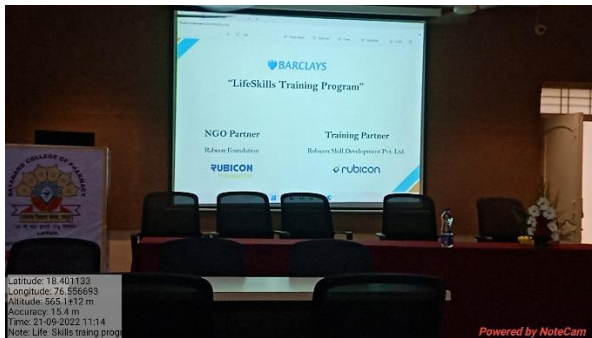 BARCLAYS
“LifeSkills Training Program”
NGO Partner
Training Partner
Rubicon Foundation
Rubicon Skill Development Pvt. Ltd.
RUBICON
rubicon
DAYANAND COLLEGE OF PHARMACY
LATUR.
Latitude: 18.401133
Longitude: 76.556693
Altitude: 565.1±12 m
Accuracy: 15.4 m
Time: 21-09-2022 11:14
Note: Life Skills traing progr
Powered by NoteCam